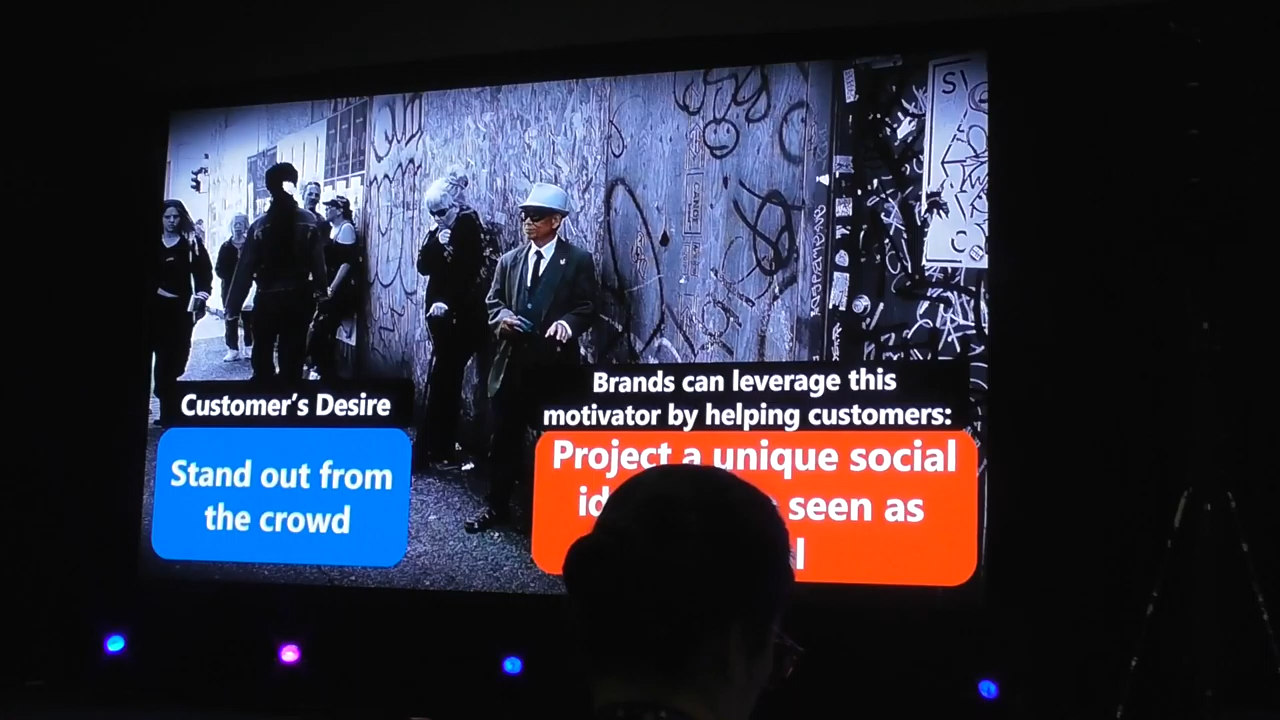 Customer's Desire
Stand out from
the crowd
Brands can leverage this
motivator by helping customers:
Project a unique social
seen as